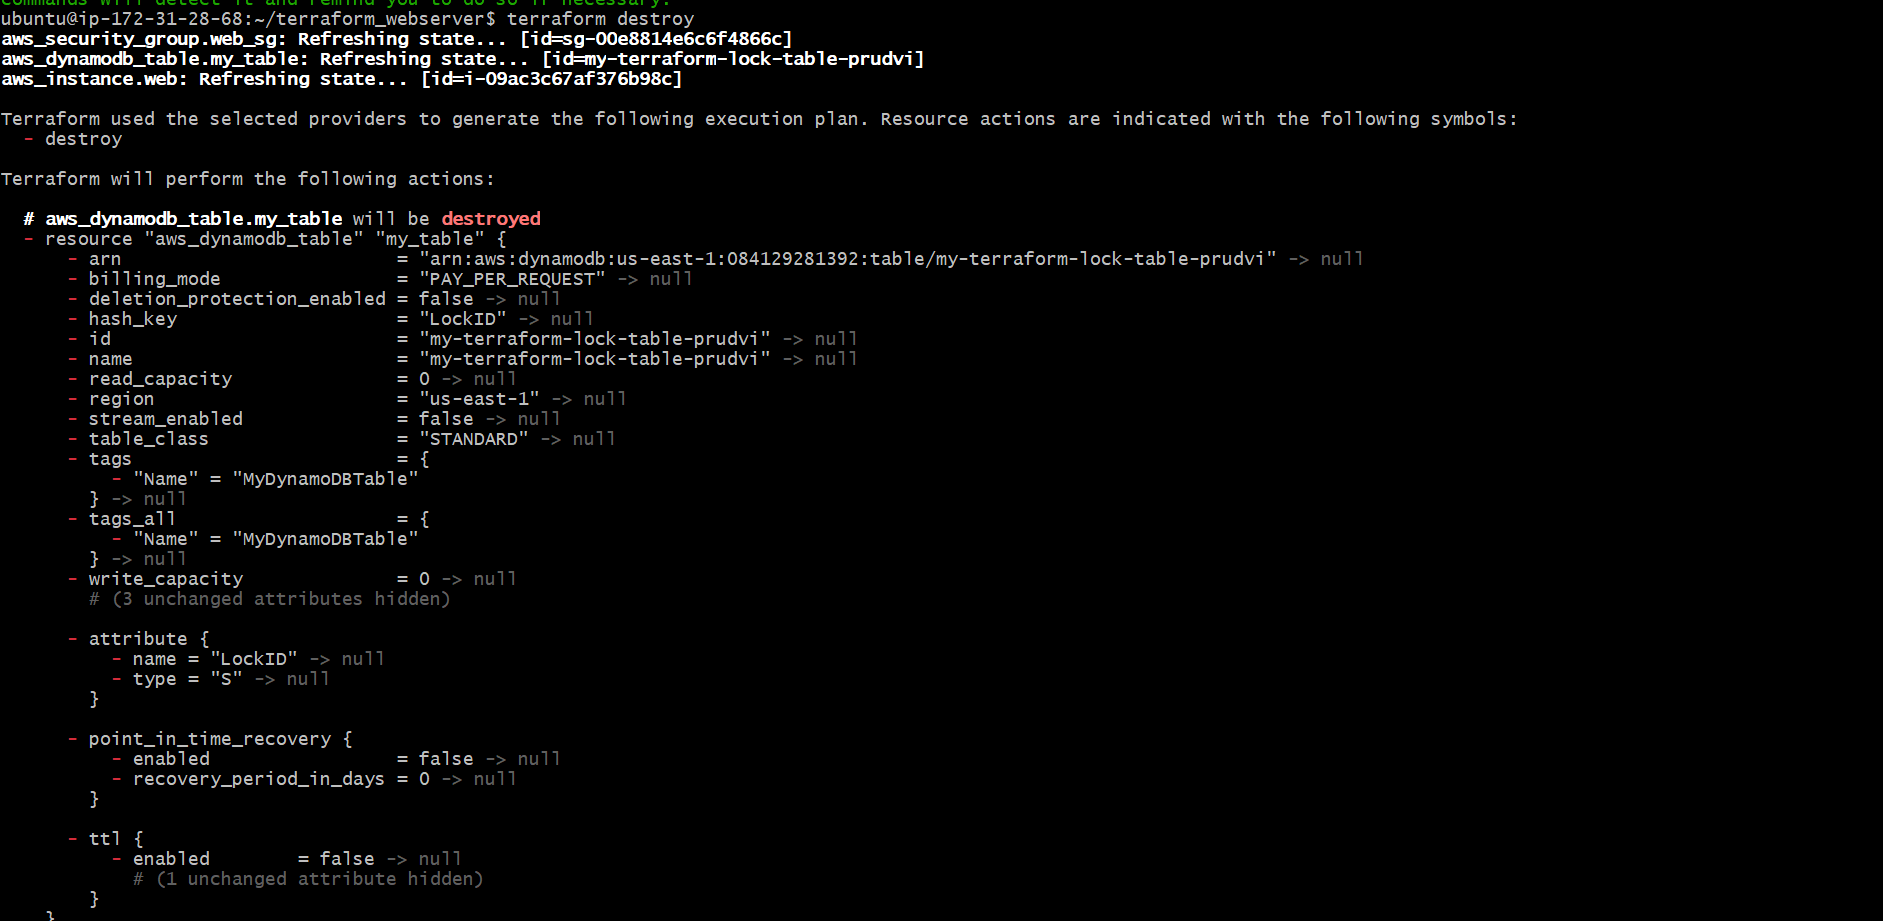 commands will detect it and remind you to do so if necessary.
ubuntu@ip-172-31-28-68:~/terraform_webserver$ terraform destroy
aws_security_group.web_sg: Refreshing state... [id=sg-00e8814e6c6f4866c]
aws_dynamodb_table.my_table: Refreshing state... [id=my-terraform-lock-table-prudvi]
aws_instance.web: Refreshing state... [id=i-09ac3c67af376b98c]
Terraform used the selected providers to generate the following execution plan. Resource actions are indicated with the following symbols:
- destroy
Terraform will perform the following actions:
# aws_dynamodb_table.my_table will be destroyed
- resource "aws_dynamodb_table" "my_table" {
- arn = "arn:aws:dynamodb:us-east-1:084129281392:table/my-terraform-lock-table-prudvi" -> null
- billing_mode = "PAY_PER_REQUEST" -> null
- deletion_protection_enabled = false -> null
- hash_key = "LockID" -> null
- id = "my-terraform-lock-table-prudvi" -> null
- name = "my-terraform-lock-table-prudvi" -> null
- read_capacity = 0 -> null
- region = "us-east-1" -> null
- stream_enabled = false -> null
- table_class = "STANDARD" -> null
- tags = {
- "Name" = "MyDynamoDBTable"
} -> null
- tags_all = {
- "Name" = "MyDynamoDBTable"
} -> null
- write_capacity = 0 -> null
# (3 unchanged attributes hidden)
- attribute {
- name = "LockID" -> null
- type = "S" -> null
}
- point_in_time_recovery {
- enabled = false -> null
- recovery_period_in_days = 0 -> null
}
- ttl {
- enabled = false -> null
# (1 unchanged attribute hidden)
}
}